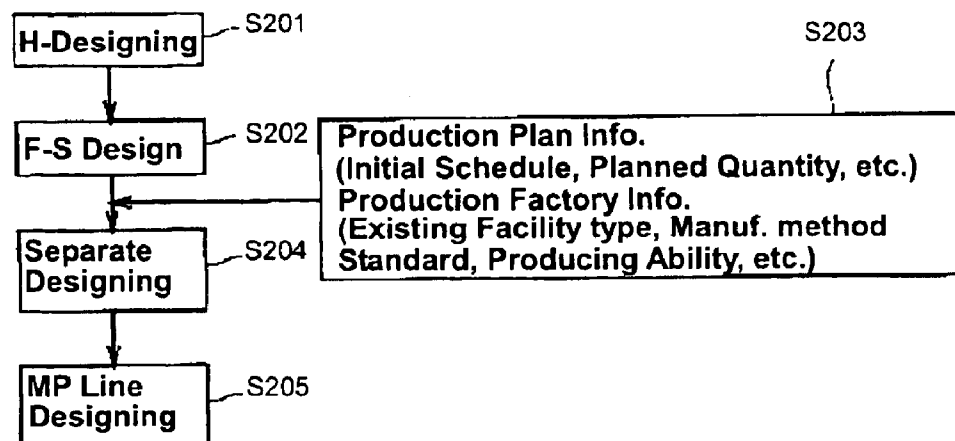 H-Designing
S201
S203
F-S Design
S202
Production Plan Info.
(Initial Schedule, Planned Quantity, etc.)
Production Factory Info.
(Existing Facility type, Manuf. method
Standard, Producing Ability, etc.)
Separate
Designing
S204
MP Line
Designing
S205